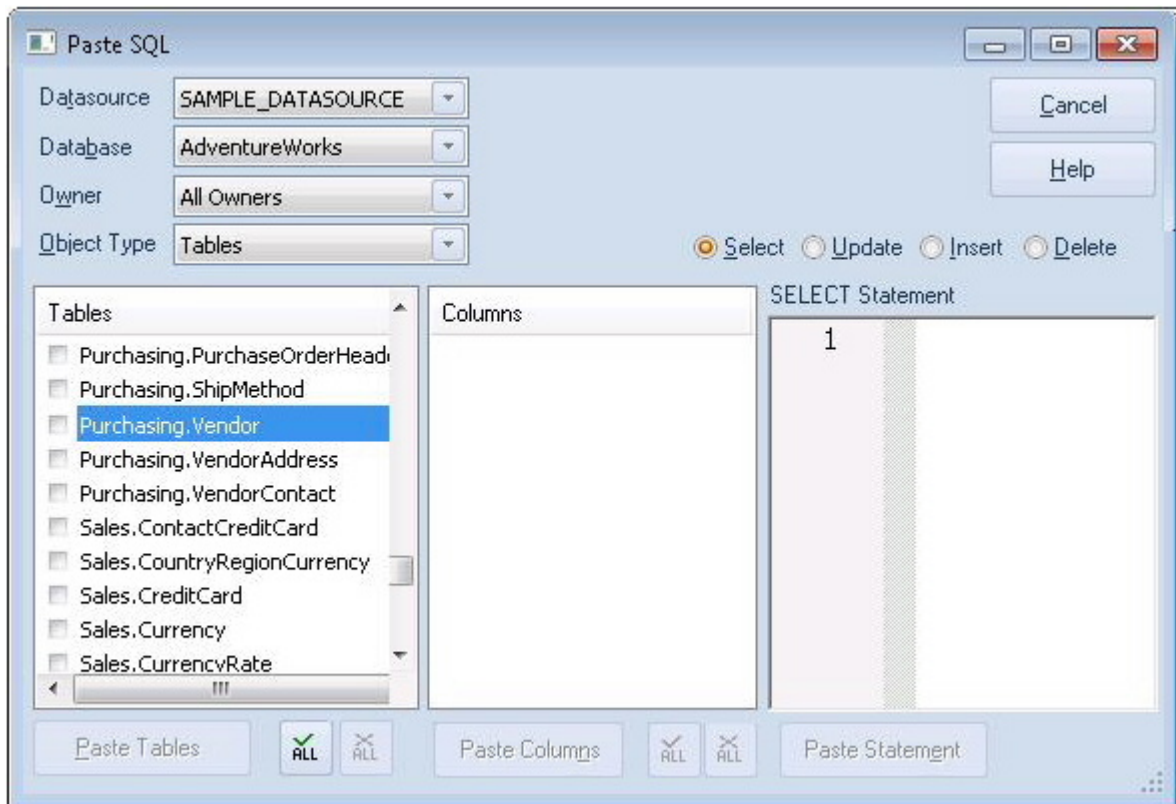 Paste SQL
Datasource SAMPLE_DATASOURCE
Cancel
Database AdventureWorks
Help
Owner All Owners
Object Type Tables
Select Update Insert Delete
Tables
Purchasing.PurchaseOrderHead
Purchasing.ShipMethod
Purchasing.Vendor
Purchasing.VendorAddress
Purchasing.VendorContact
Sales.ContactCreditCard
Sales.CountryRegionCurrency
Sales.CreditCard
Sales.Currency
Sales.CurrencyRate
Columns
SELECT Statement
1
Paste Tables ALL ALL
Paste Columns ALL ALL
Paste Statement